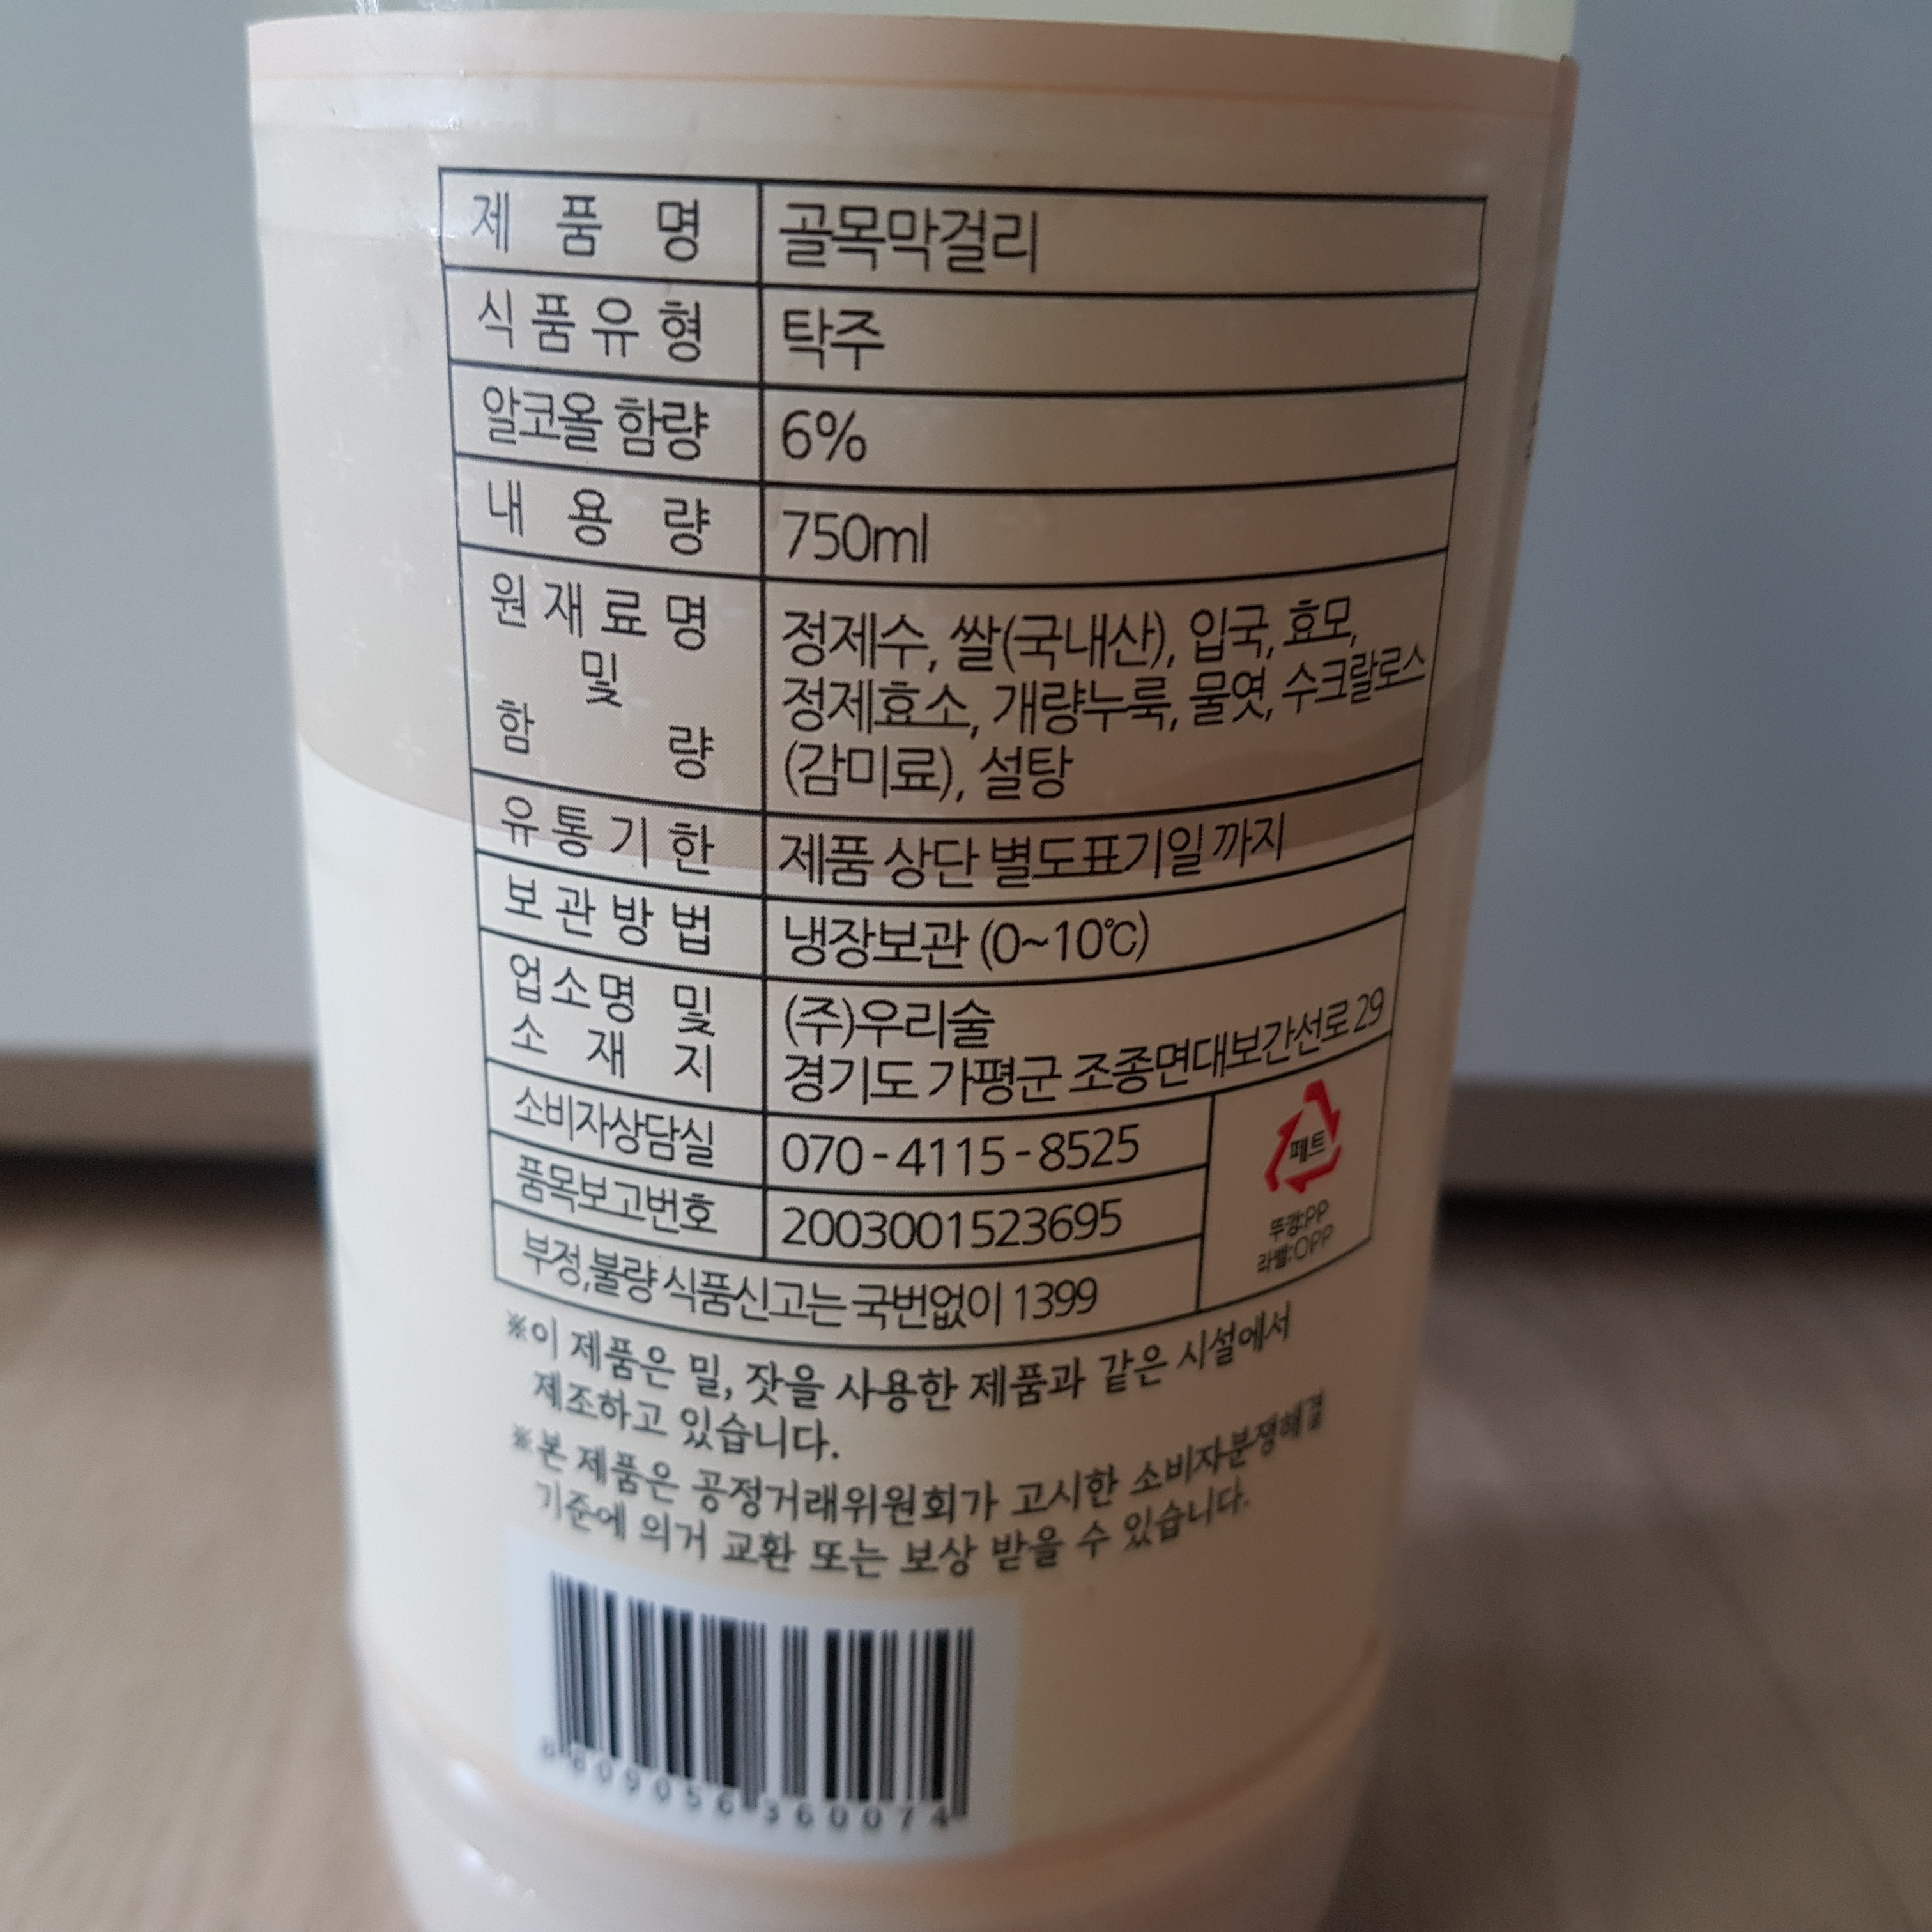 제품명 골목막걸리
식품유형 탁주
알코올 함량 6%
내용량 750ml
원재료명 및 함량 정제수, 쌀(국내산), 입국, 효모,
정제효소, 개량누룩, 물엿, 수크랄로스
(감미료), 설탕
유통기한 제품 상단 별도표기일 까지
보관방법 냉장보관 (0~10℃)
업소명 및 소재지 (주)우리술
경기도 가평군 조종면대보간선로 29
소비자상담실 070-4115-8525
품목보고번호 2003001523695
부정,불량 식품신고는 국번없이 1399
페트
뚜껑:PP
라벨:OPP
※이 제품은 밀, 잣을 사용한 제품과 같은 시설에서
제조하고 있습니다.
※본 제품은 공정거래위원회가 고시한 소비자분쟁해결
기준에 의거 교환 또는 보상 받을 수 있습니다.
8809056360074